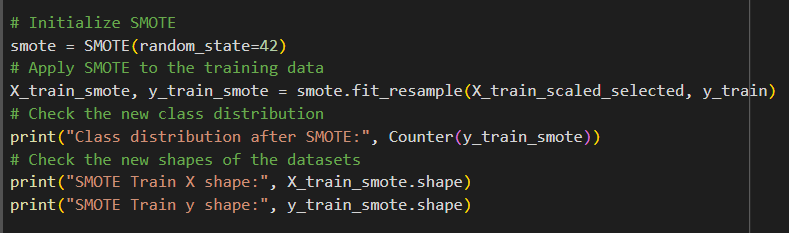 # Initialize SMOTE
smote = SMOTE(random_state=42)
# Apply SMOTE to the training data
X_train_smote, y_train_smote = smote.fit_resample(X_train_scaled_selected, y_train)
# Check the new class distribution
print("Class distribution after SMOTE:", Counter(y_train_smote))
# Check the new shapes of the datasets
print("SMOTE Train X shape:", X_train_smote.shape)
print("SMOTE Train y shape:", y_train_smote.shape)